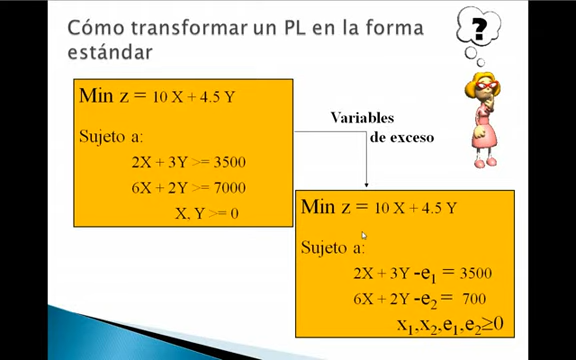 Cómo transformar un PL en la forma
estándar
?
Min z = 10 X + 4.5 Y
Sujeto a:
2X + 3Y >= 3500
6X + 2Y >= 7000
X, Y >= 0
Variables
de exceso
Min z = 10 X + 4.5 Y
Sujeto a:
2X + 3Y -e₁ = 3500
6X + 2Y -e₂ = 700
x₁,x₂,e₁,e₂≥0